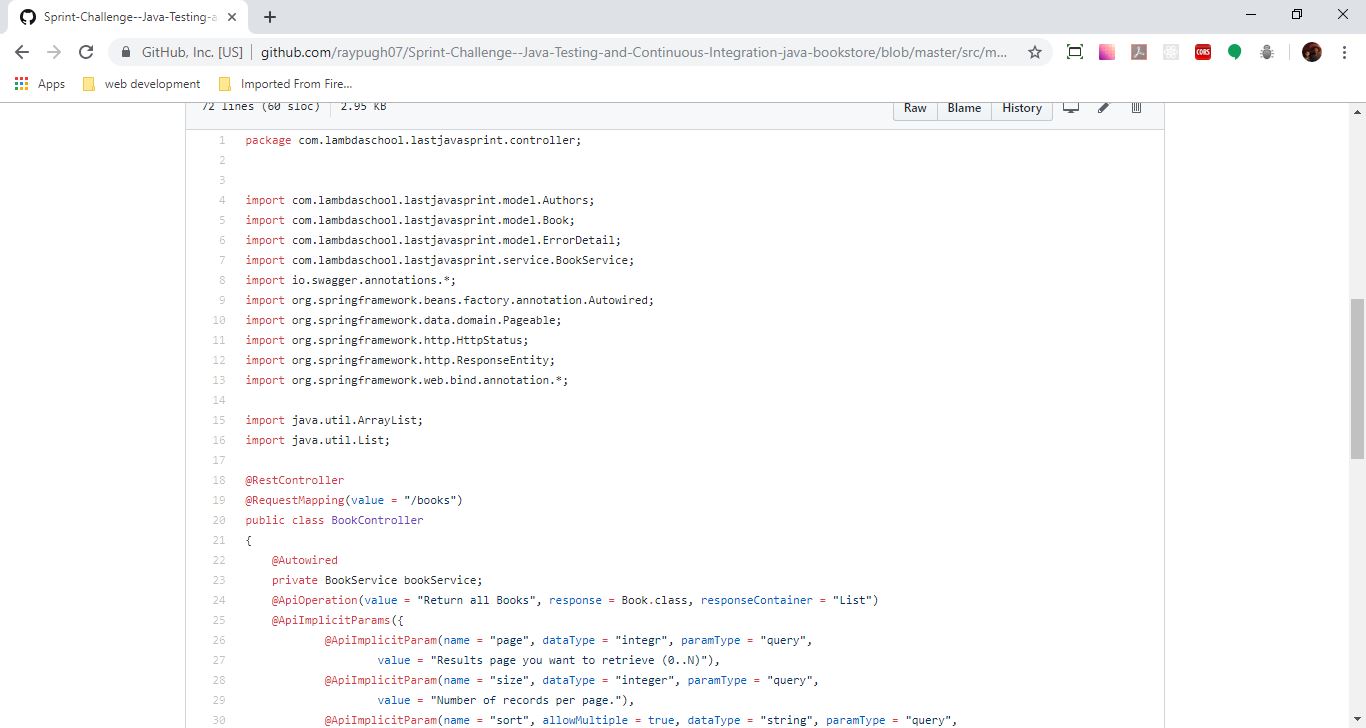 Sprint-Challenge--Java-Testing-a
GitHub, Inc. [US] | github.com/raypugh07/Sprint-Challenge--Java-Testing-and-Continuous-Integration-java-bookstore/blob/master/src/m...
CORS
Apps web development Imported From Fire...
72 lines (60 sloc) 2.95 KB Raw Blame History
1 package com.lambdaschool.lastjavasprint.controller;
2
3
4 import com.lambdaschool.lastjavasprint.model.Authors;
5 import com.lambdaschool.lastjavasprint.model.Book;
6 import com.lambdaschool.lastjavasprint.model.ErrorDetail;
7 import com.lambdaschool.lastjavasprint.service.BookService;
8 import io.swagger.annotations.*;
9 import org.springframework.beans.factory.annotation.Autowired;
10 import org.springframework.data.domain.Pageable;
11 import org.springframework.http.HttpStatus;
12 import org.springframework.http.ResponseEntity;
13 import org.springframework.web.bind.annotation.*;
14
15 import java.util.ArrayList;
16 import java.util.List;
17
18 @RestController
19 @RequestMapping(value = "/books")
20 public class BookController
21 {
22 @Autowired
23 private BookService bookService;
24 @ApiOperation(value = "Return all Books", response = Book.class, responseContainer = "List")
25 @ApiImplicitParams({
26 @ApiImplicitParam(name = "page", dataType = "integr", paramType = "query",
27 value = "Results page you want to retrieve (0..N)"),
28 @ApiImplicitParam(name = "size", dataType = "integer", paramType = "query",
29 value = "Number of records per page."),
30 @ApiImplicitParam(name = "sort", allowMultiple = true, dataType = "string", paramType = "query",